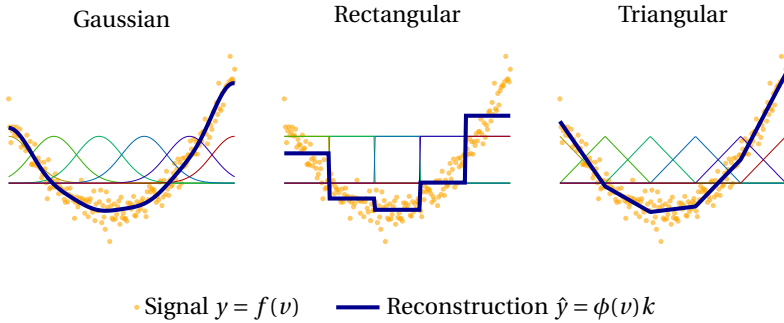 Gaussian Rectangular Triangular
Signal y = f(v) Reconstruction ŷ = ϕ(v)k